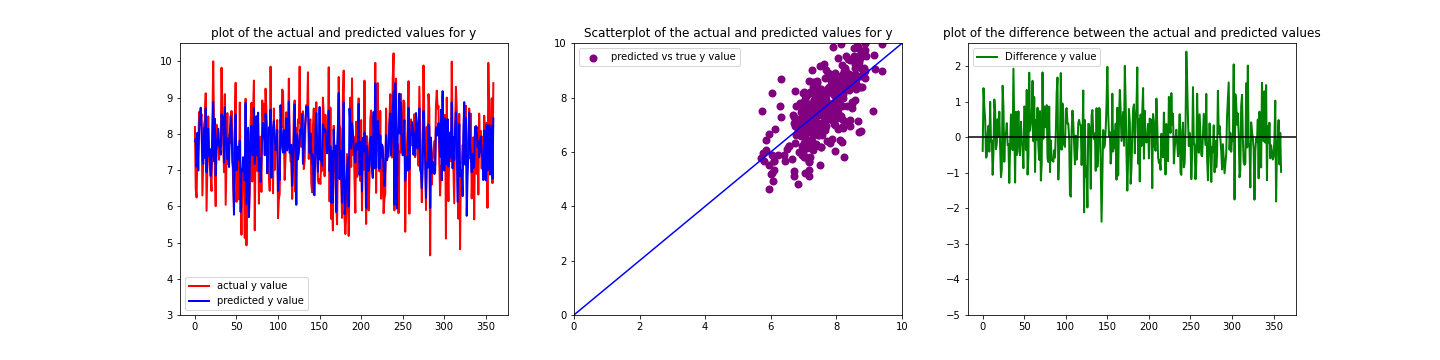 plot of the actual and predicted values for y
10
9
8
7
6
5
4
3
0 50 100 150 200 250 300 350
actual y value
predicted y value
Scatterplot of the actual and predicted values for y
predicted vs true y value
10
8
6
4
2
0
0 2 4 6 8 10
plot of the difference between the actual and predicted values
Difference y value
2
1
0
−1
−2
−3
−4
−5
0 50 100 150 200 250 300 350